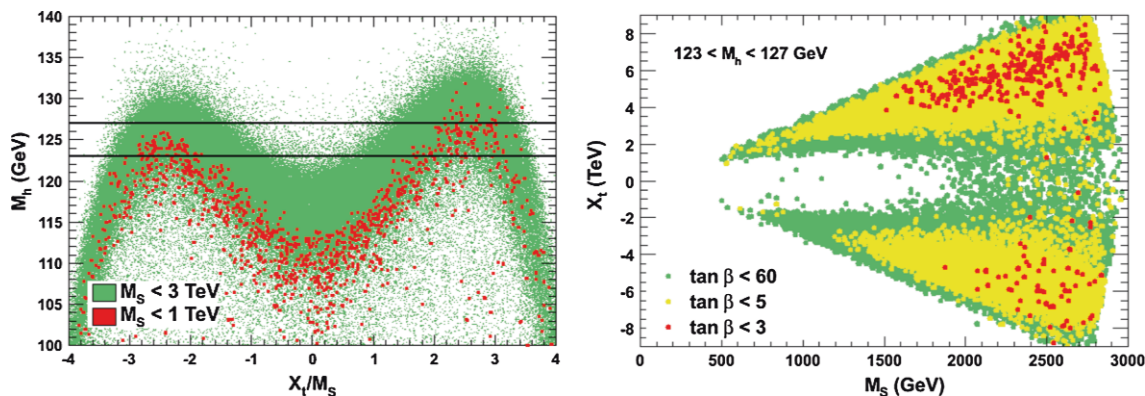 140
135
130
125
120
115
110
105
100
M_h (GeV)
M_S < 3 TeV
M_S < 1 TeV
-4 -3 -2 -1 0 1 2 3 4
X_t/M_S
123 < M_h < 127 GeV
8
6
4
2
0
-2
-4
-6
-8
X_t (TeV)
tan β < 60
tan β < 5
tan β < 3
0 500 1000 1500 2000 2500 3000
M_S (GeV)